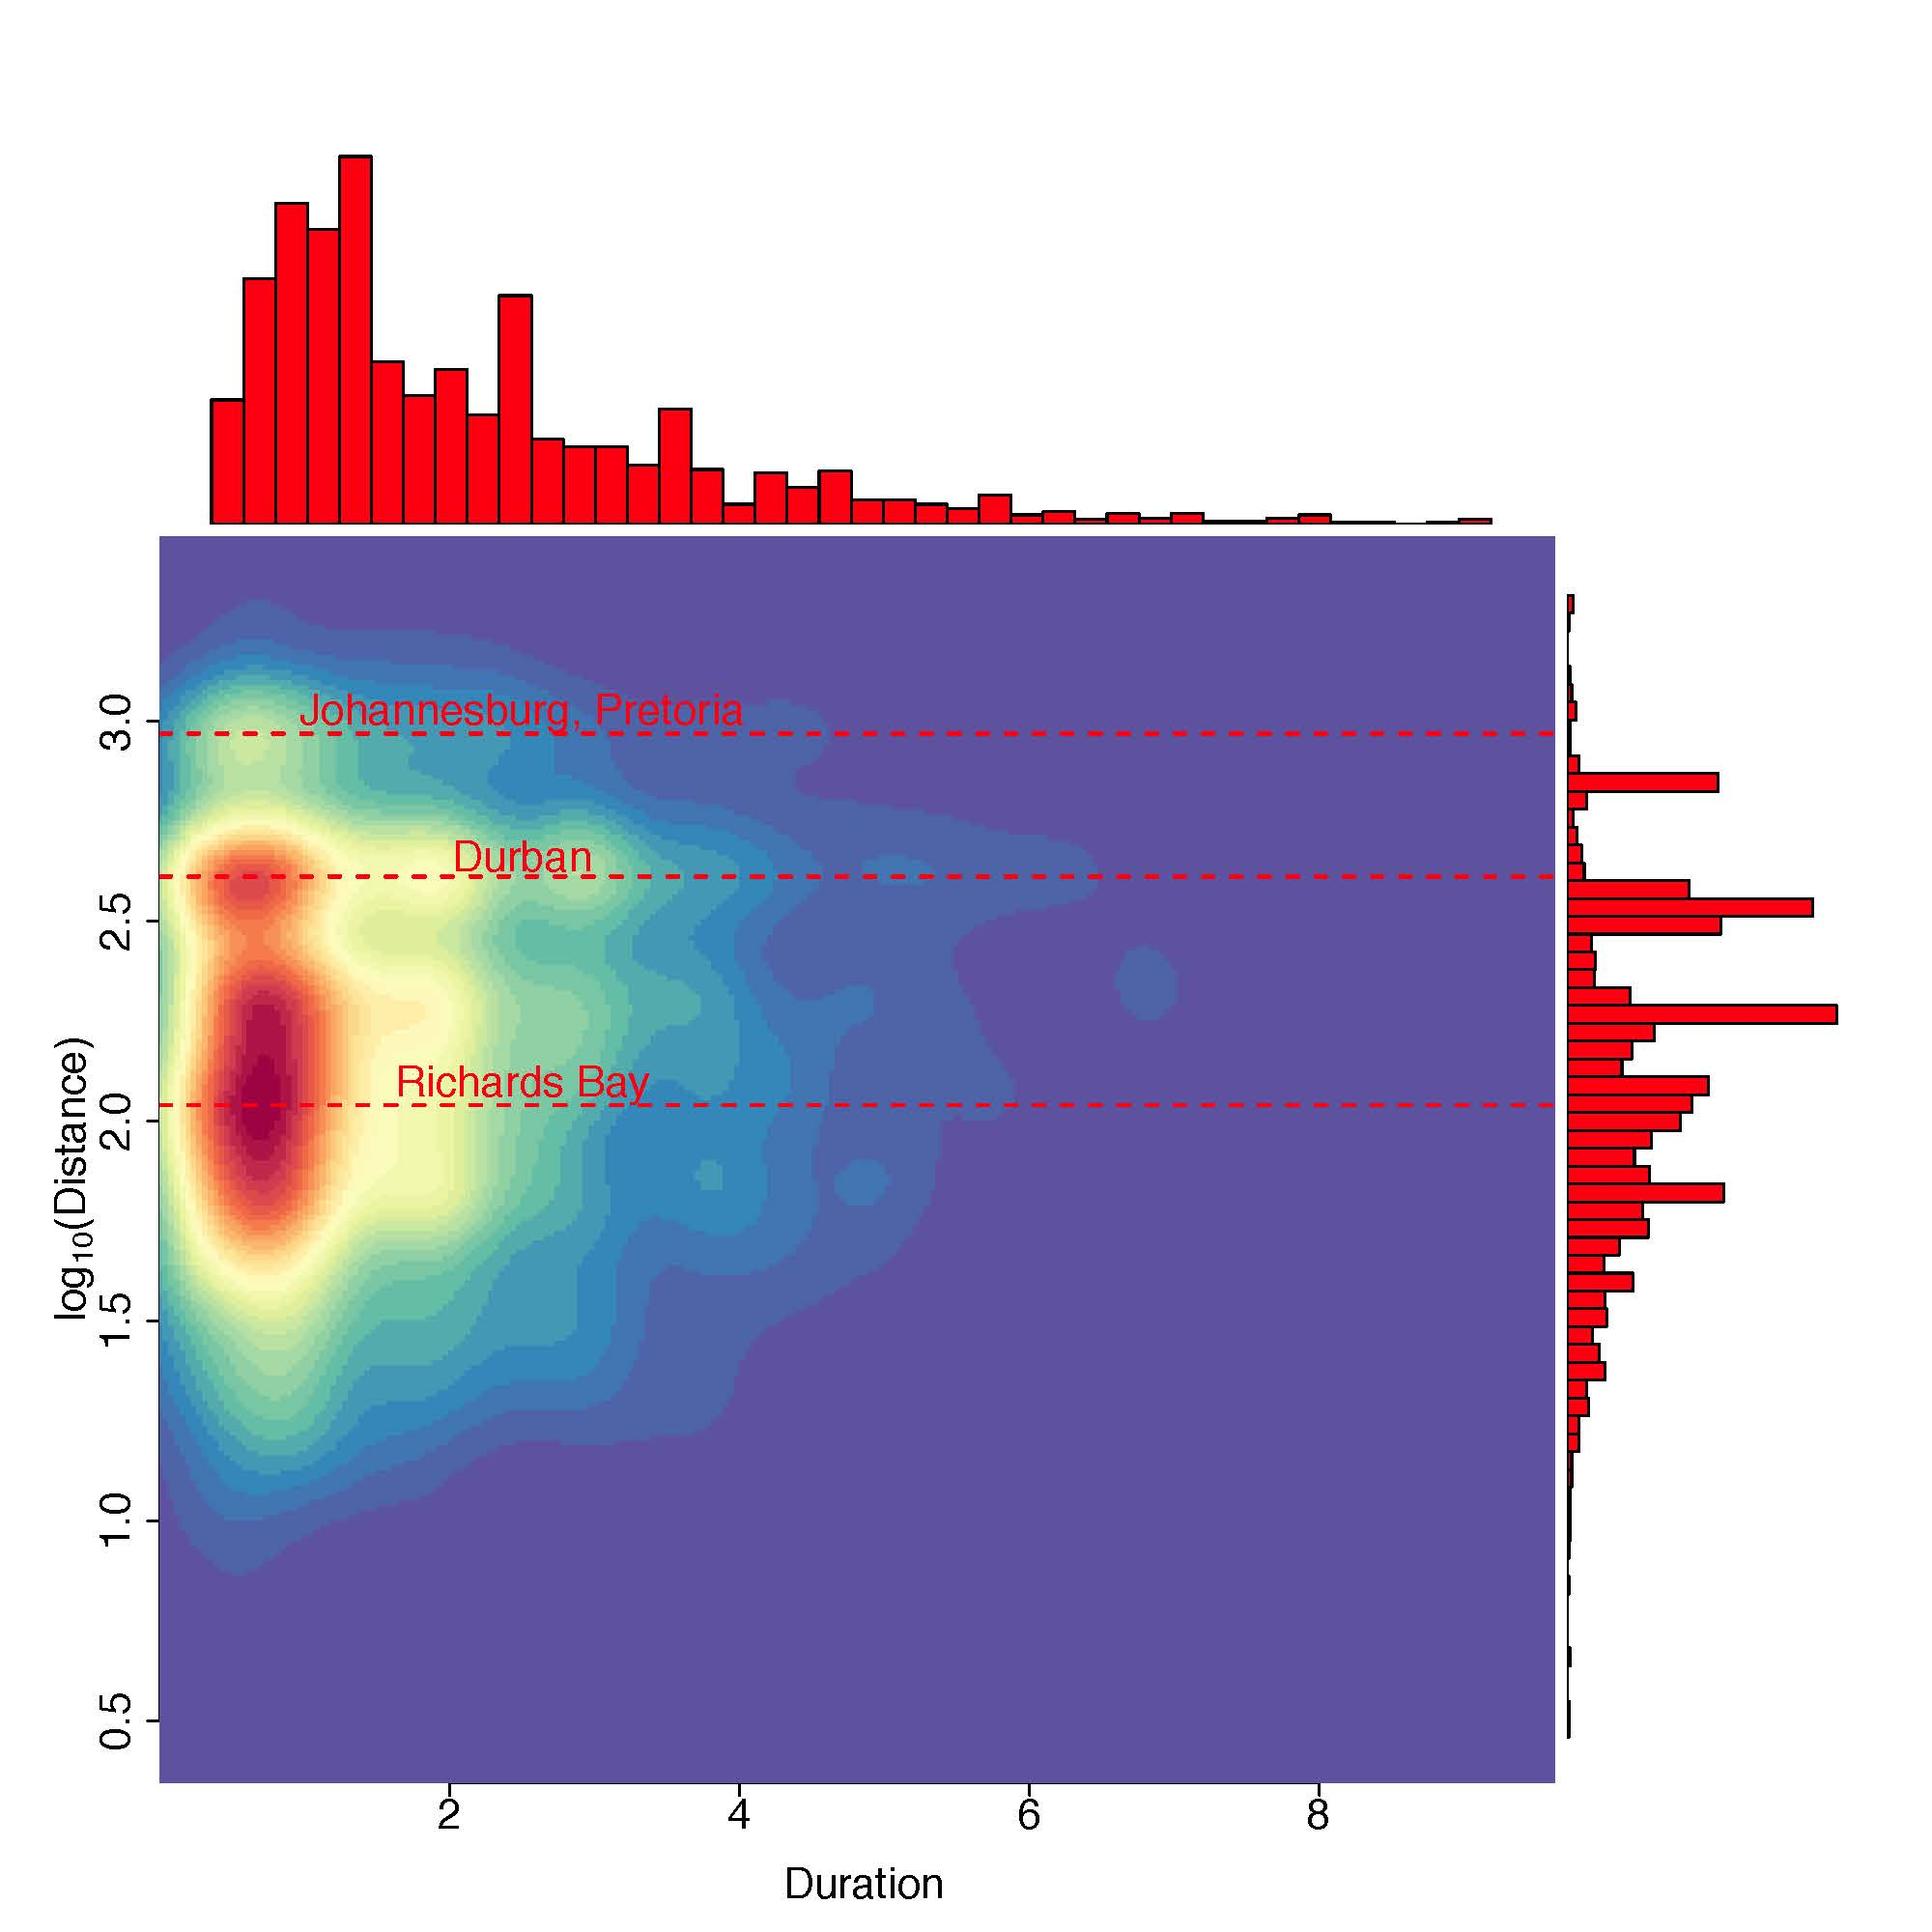 Johannesburg, Pretoria
Durban
Richards Bay
log10(Distance)
3.0
2.5
2.0
1.5
1.0
0.5
2 4 6 8
Duration